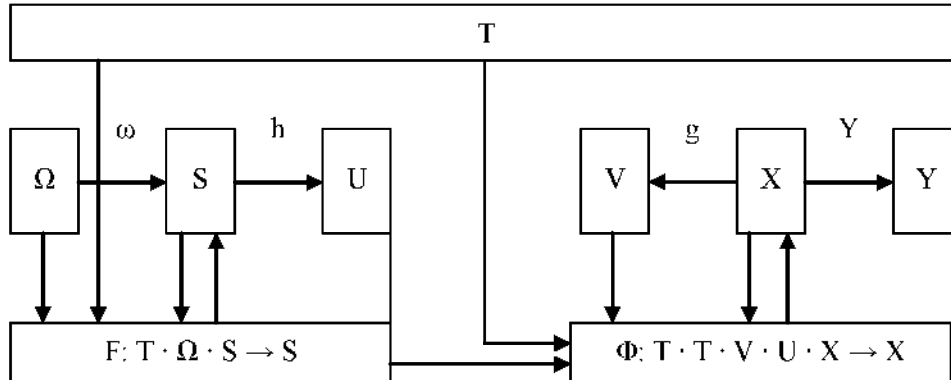 T
ω h g Y
Ω S U V X Y
F: T · Ω · S → S Φ: T · T · V · U · X → X